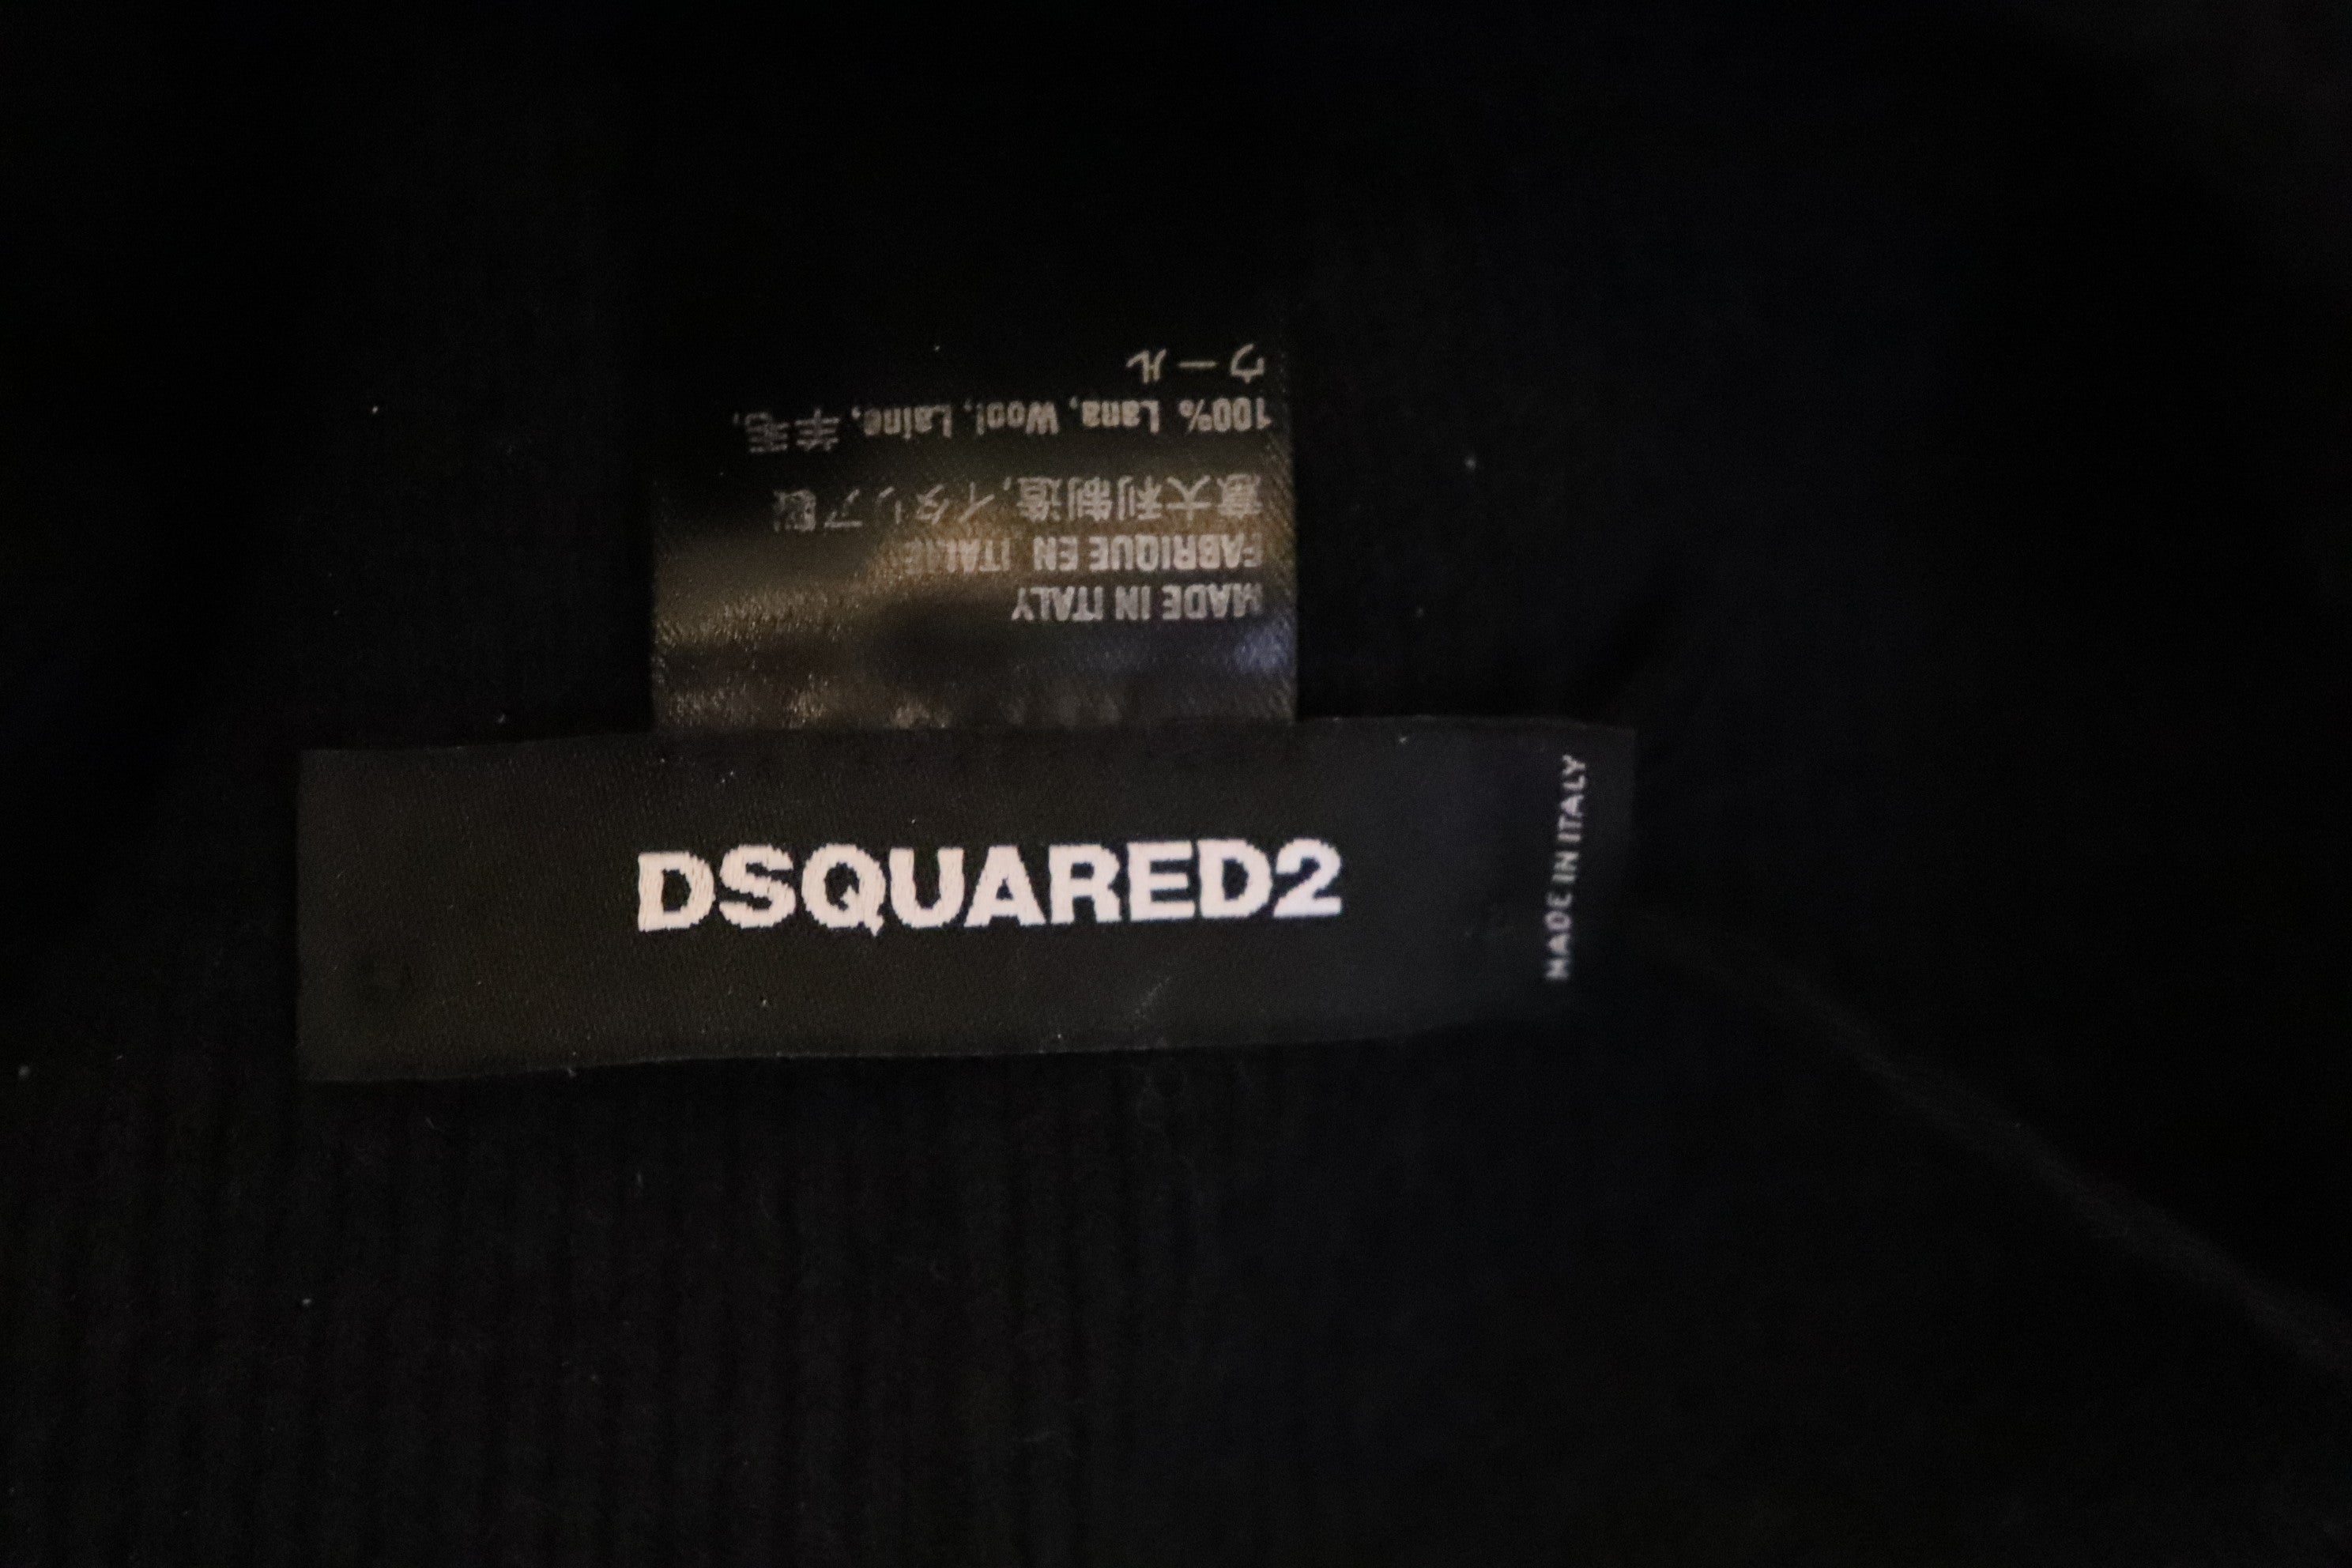 MADE IN ITALY
FABRIQUE EN ITALIE
意大利制造,イタリア製
100% Lana, Wool, Laine, 羊毛,
ウール
DSQUARED2
MADE IN ITALY